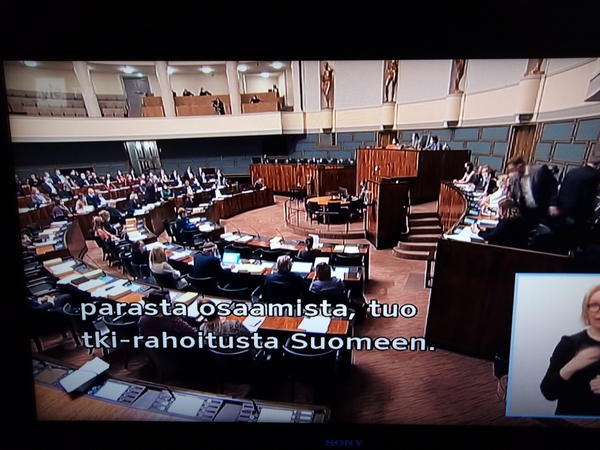 parasta osaamista, tuo
tki-rahoitusta Suomeen.
SONY